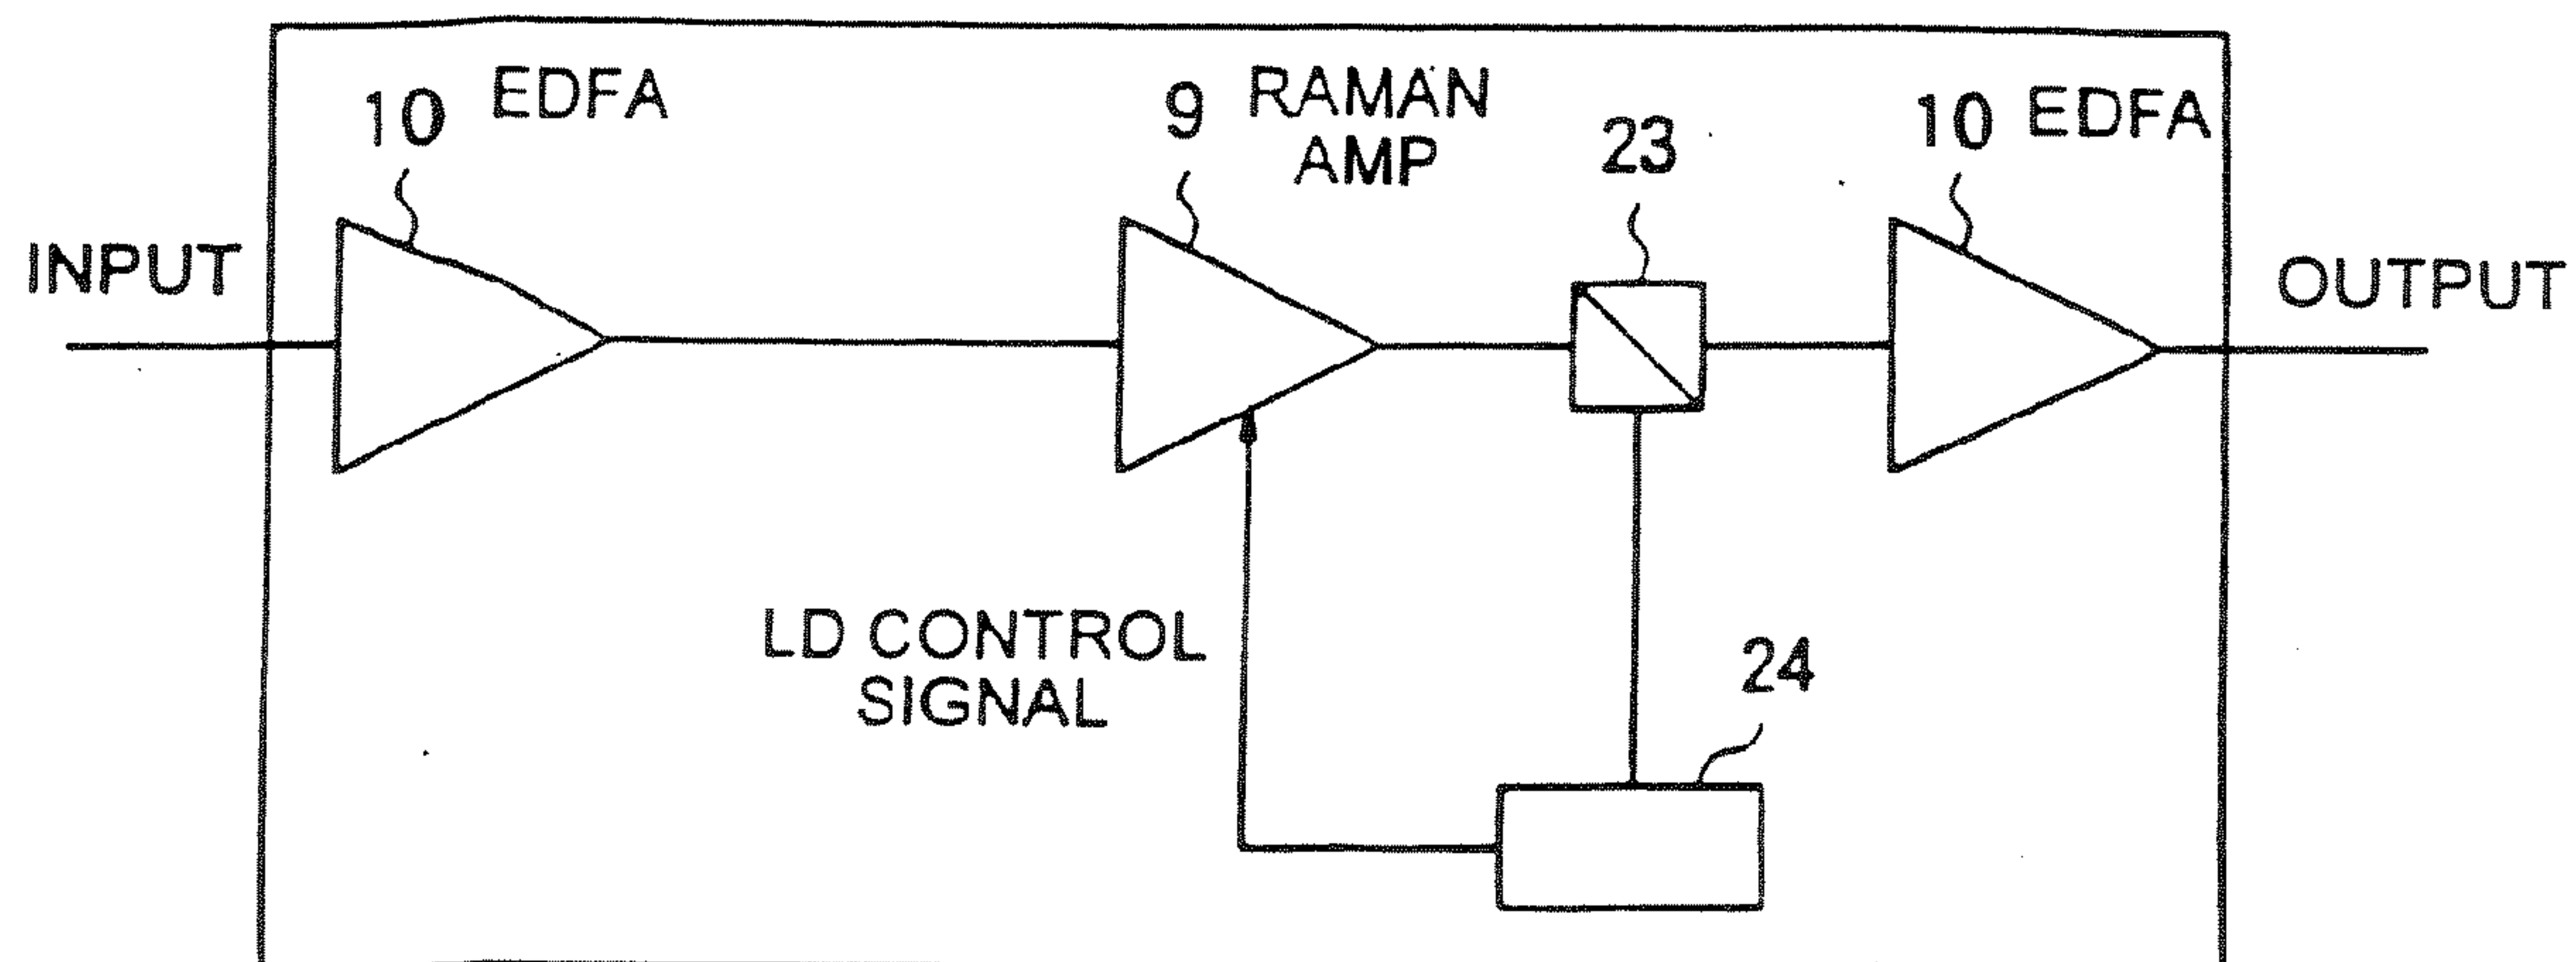 10 EDFA
9 RAMAN
AMP
23
10 EDFA
INPUT
OUTPUT
LD CONTROL
SIGNAL
24